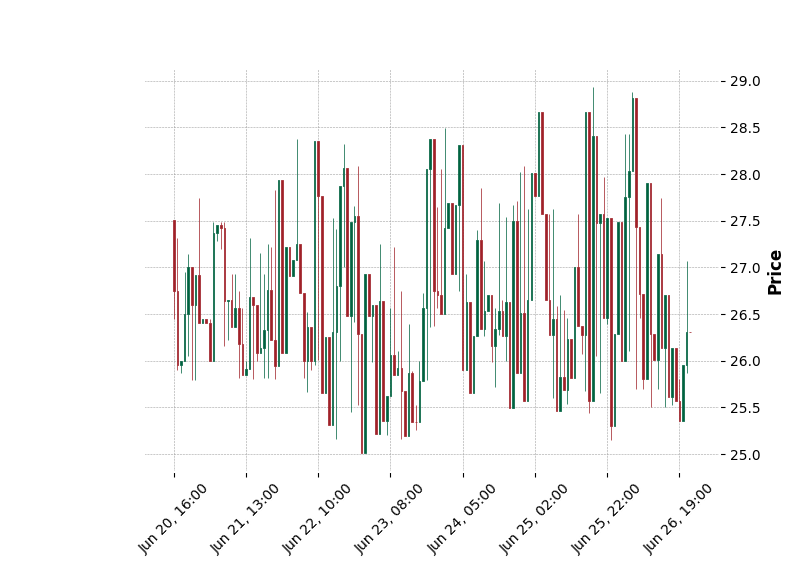 29.0
28.5
28.0
27.5
27.0
26.5
26.0
25.5
25.0
Price
Jun 20, 16:00
Jun 21, 13:00
Jun 22, 10:00
Jun 23, 08:00
Jun 24, 05:00
Jun 25, 02:00
Jun 25, 22:00
Jun 26, 19:00